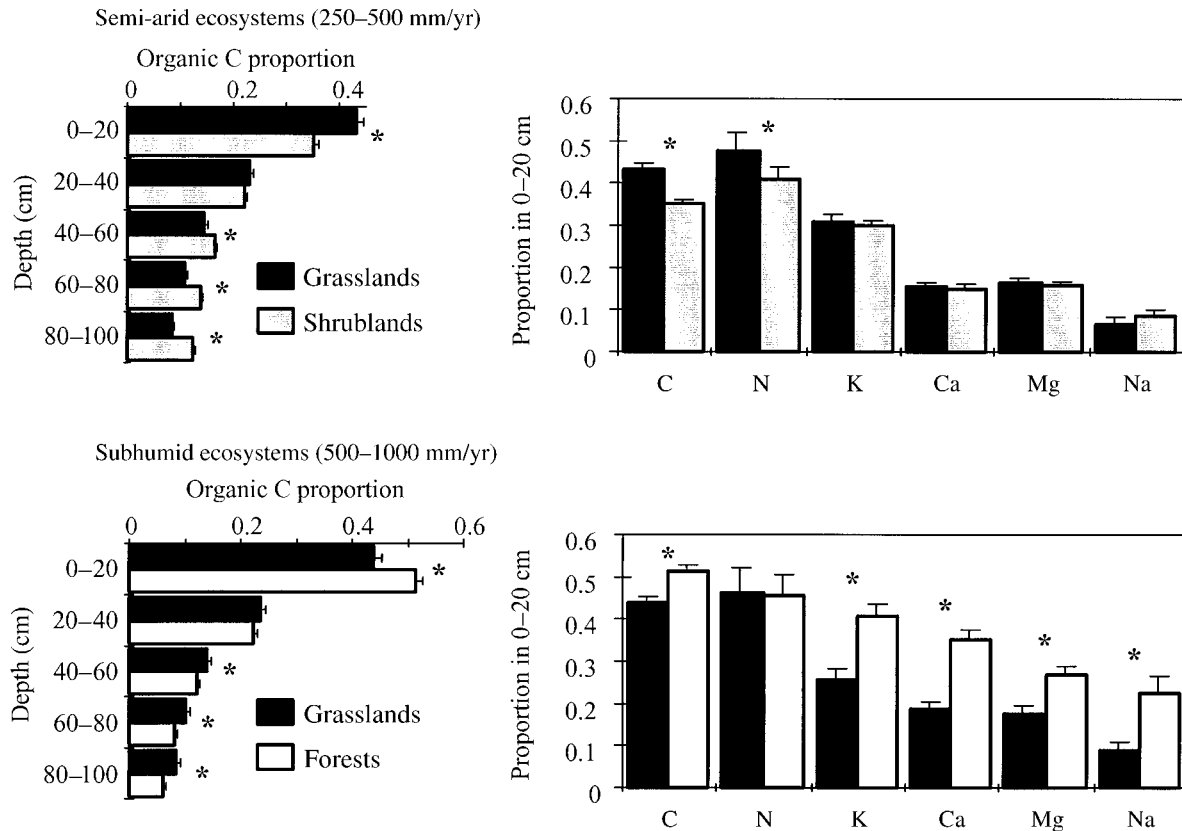 Semi-arid ecosystems (250–500 mm/yr)
Organic C proportion
0 0.2 0.4
Depth (cm)
0–20 *
20–40
40–60 *
60–80 *
80–100 *
Grasslands
Shrublands
Proportion in 0–20 cm
0.6
0.5
0.4
0.3
0.2
0.1
0
* *
C N K Ca Mg Na
Subhumid ecosystems (500–1000 mm/yr)
Organic C proportion
0 0.2 0.4 0.6
Depth (cm)
0–20 *
20–40
40–60 *
60–80 *
80–100 *
Grasslands
Forests
Proportion in 0–20 cm
0.6
0.5
0.4
0.3
0.2
0.1
0
* * * * *
C N K Ca Mg Na